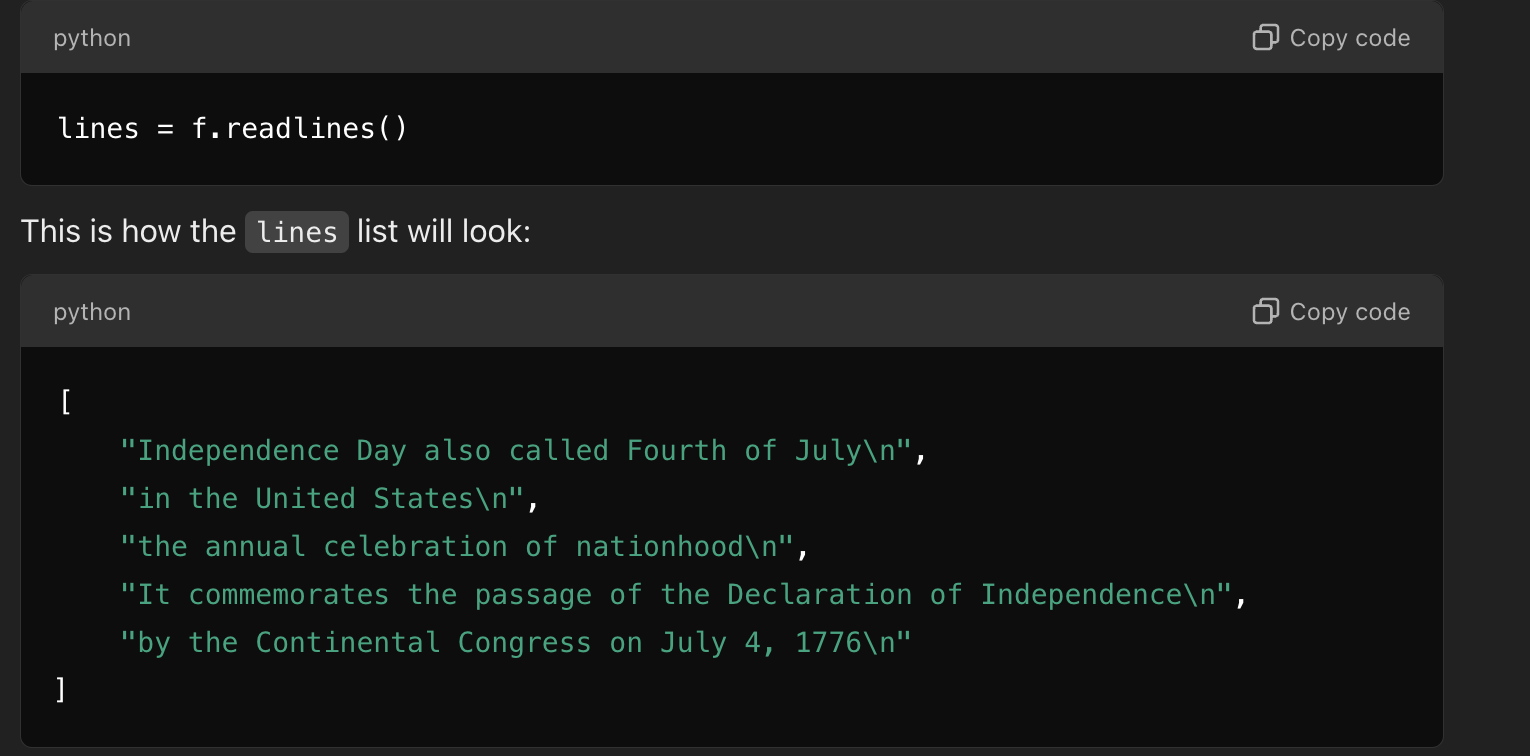 python
Copy code
lines = f.readlines()
This is how the lines list will look:
python
Copy code
[
"Independence Day also called Fourth of July\n",
"in the United States\n",
"the annual celebration of nationhood\n",
"It commemorates the passage of the Declaration of Independence\n",
"by the Continental Congress on July 4, 1776\n"
]